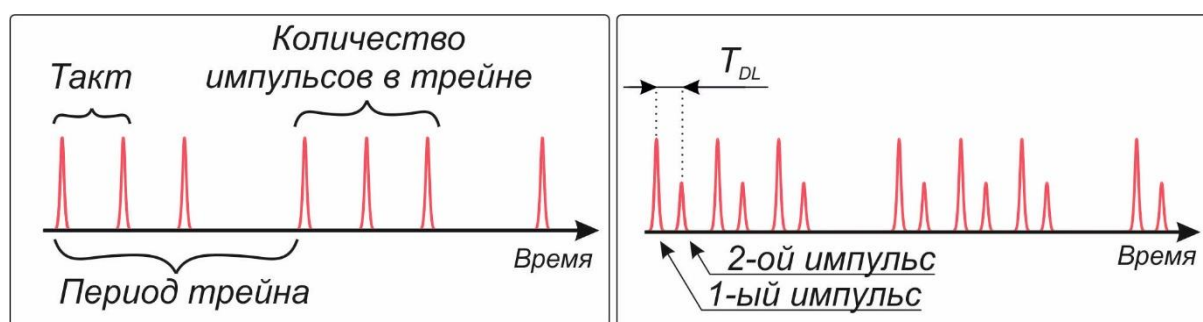 Количество
импульсов в трейне
Такт
Время
Период трейна
T_DL
Время
2-ой импульс
1-ый импульс